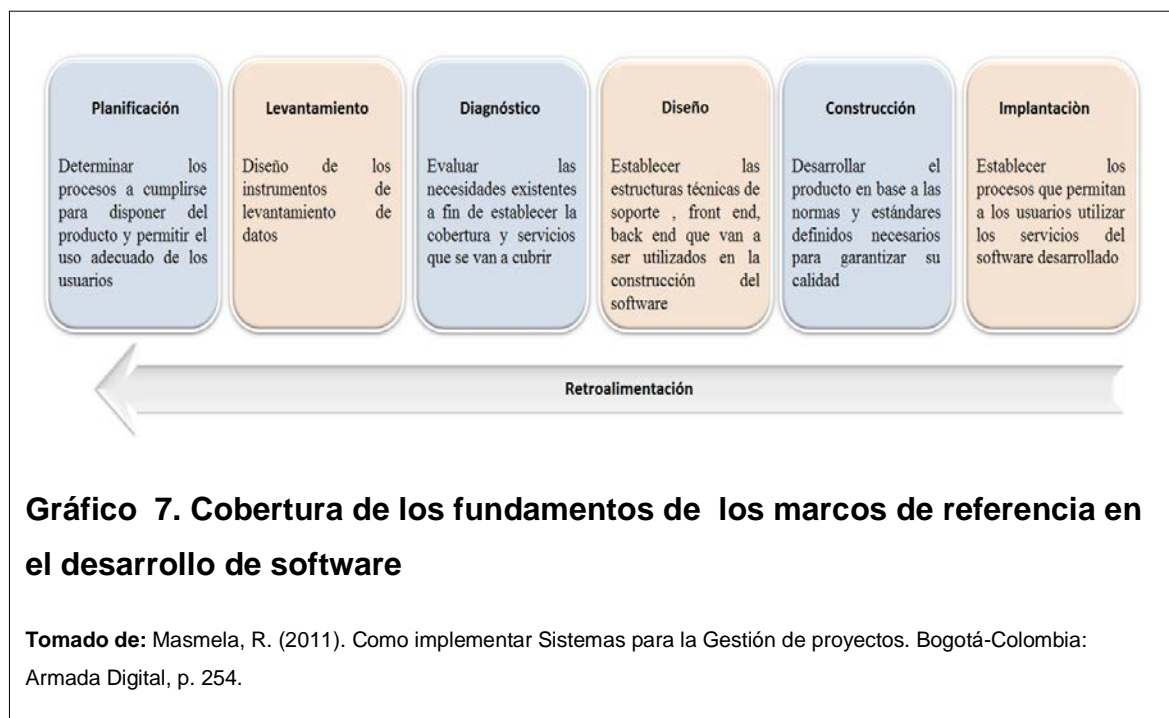 Planificación
Determinar los
procesos a cumplirse
para disponer del
producto y permitir el
uso adecuado de los
usuarios
Levantamiento
Diseño de los
instrumentos de
levantamiento de
datos
Diagnóstico
Evaluar las
necesidades existentes
a fin de establecer la
cobertura y servicios
que se van a cubrir
Diseño
Establecer las
estructuras técnicas de
soporte , front end,
back end que van a
ser utilizados en la
construcción del
software
Construcción
Desarrollar el
producto en base a las
normas y estándares
definidos necesarios
para garantizar su
calidad
Implantaciòn
Establecer los
procesos que permitan
a los usuarios utilizar
los servicios del
software desarrollado
Retroalimentación
Gráfico 7. Cobertura de los fundamentos de los marcos de referencia en
el desarrollo de software
Tomado de: Masmela, R. (2011). Como implementar Sistemas para la Gestión de proyectos. Bogotá-Colombia:
Armada Digital, p. 254.